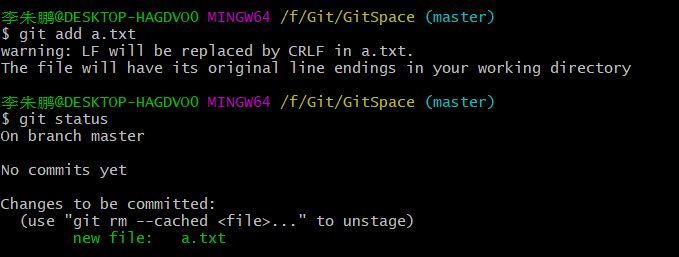 李朱鹏@DESKTOP-HAGDVOO MINGW64 /f/Git/GitSpace (master)
$ git add a.txt
warning: LF will be replaced by CRLF in a.txt.
The file will have its original line endings in your working directory
李朱鹏@DESKTOP-HAGDVOO MINGW64 /f/Git/GitSpace (master)
$ git status
On branch master
No commits yet
Changes to be committed:
(use "git rm --cached <file>..." to unstage)
new file:   a.txt